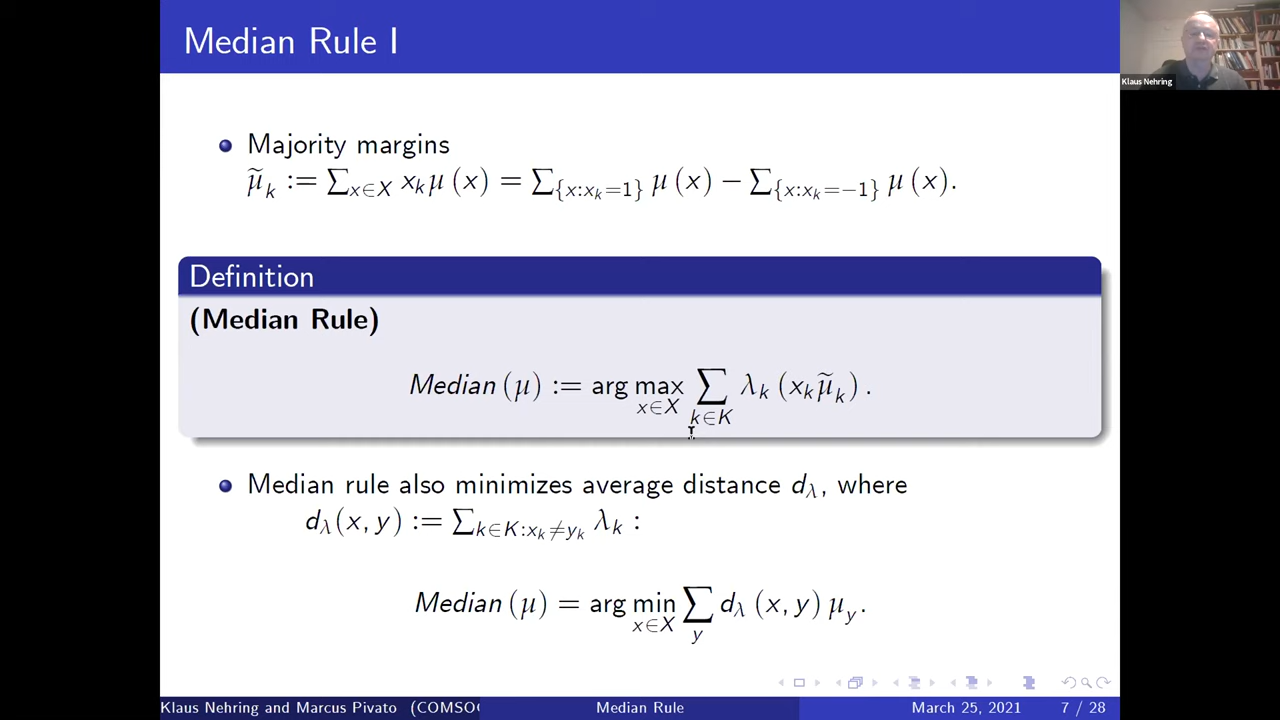 Median Rule I
Klaus Nehring
Majority margins
μ̃_k := ∑_{x∈X} x_k μ (x) = ∑_{{x:x_k=1}} μ (x) − ∑_{{x:x_k=−1}} μ (x).
Definition
(Median Rule)
Median (μ) := arg max_{x∈X} ∑_{k∈K} λ_k (x_k μ̃_k) .
Median rule also minimizes average distance d_λ, where
d_λ(x, y) := ∑_{k∈K:x_k≠y_k} λ_k :
Median (μ) = arg min_{x∈X} ∑_y d_λ (x, y) μ_y.
Klaus Nehring and Marcus Pivato (COMSOC Median Rule March 25, 2021 7 / 28